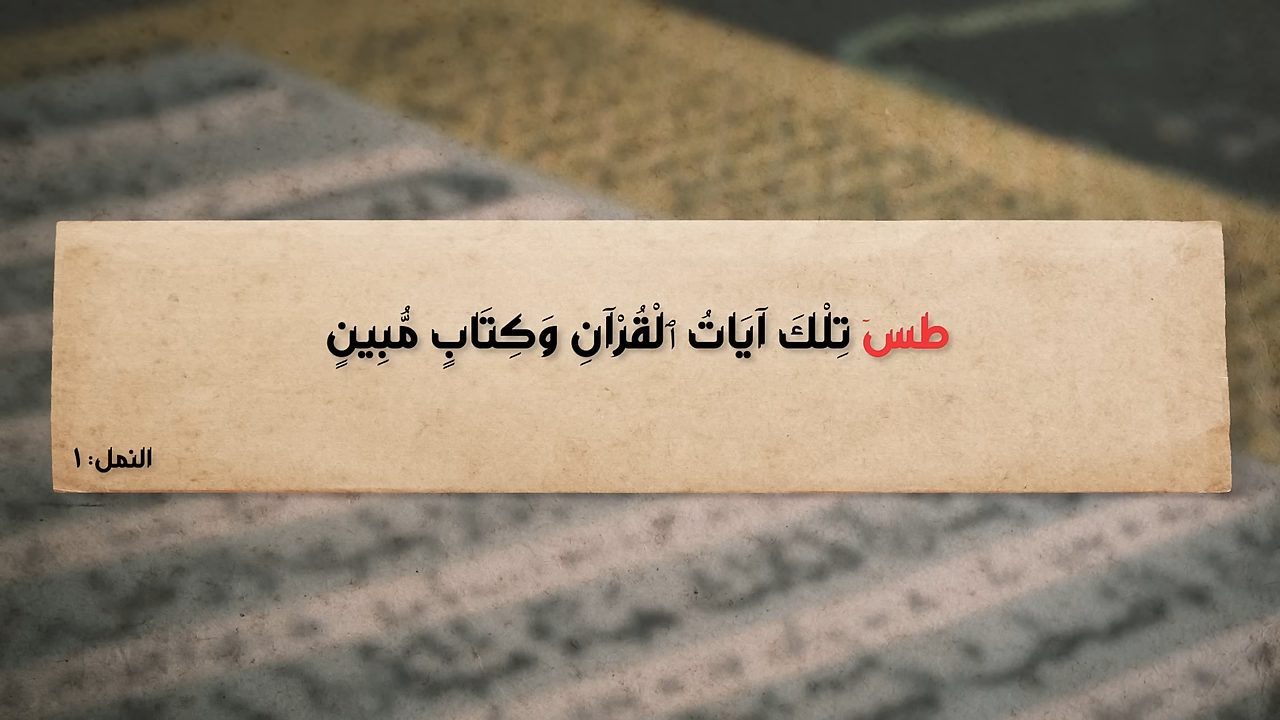 طسٓ تِلْكَ آيَاتُ ٱلْقُرْآنِ وَكِتَابٍ مُّبِينٍ
النمل: ١